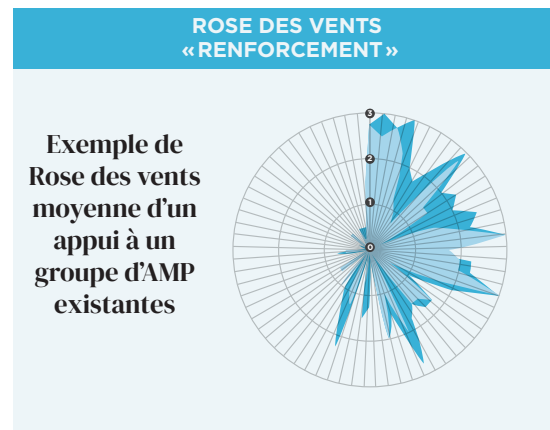 ROSE DES VENTS
«RENFORCEMENT»
Exemple de
Rose des vents
moyenne d’un
appui à un
groupe d’AMP
existantes
3
2
1
0